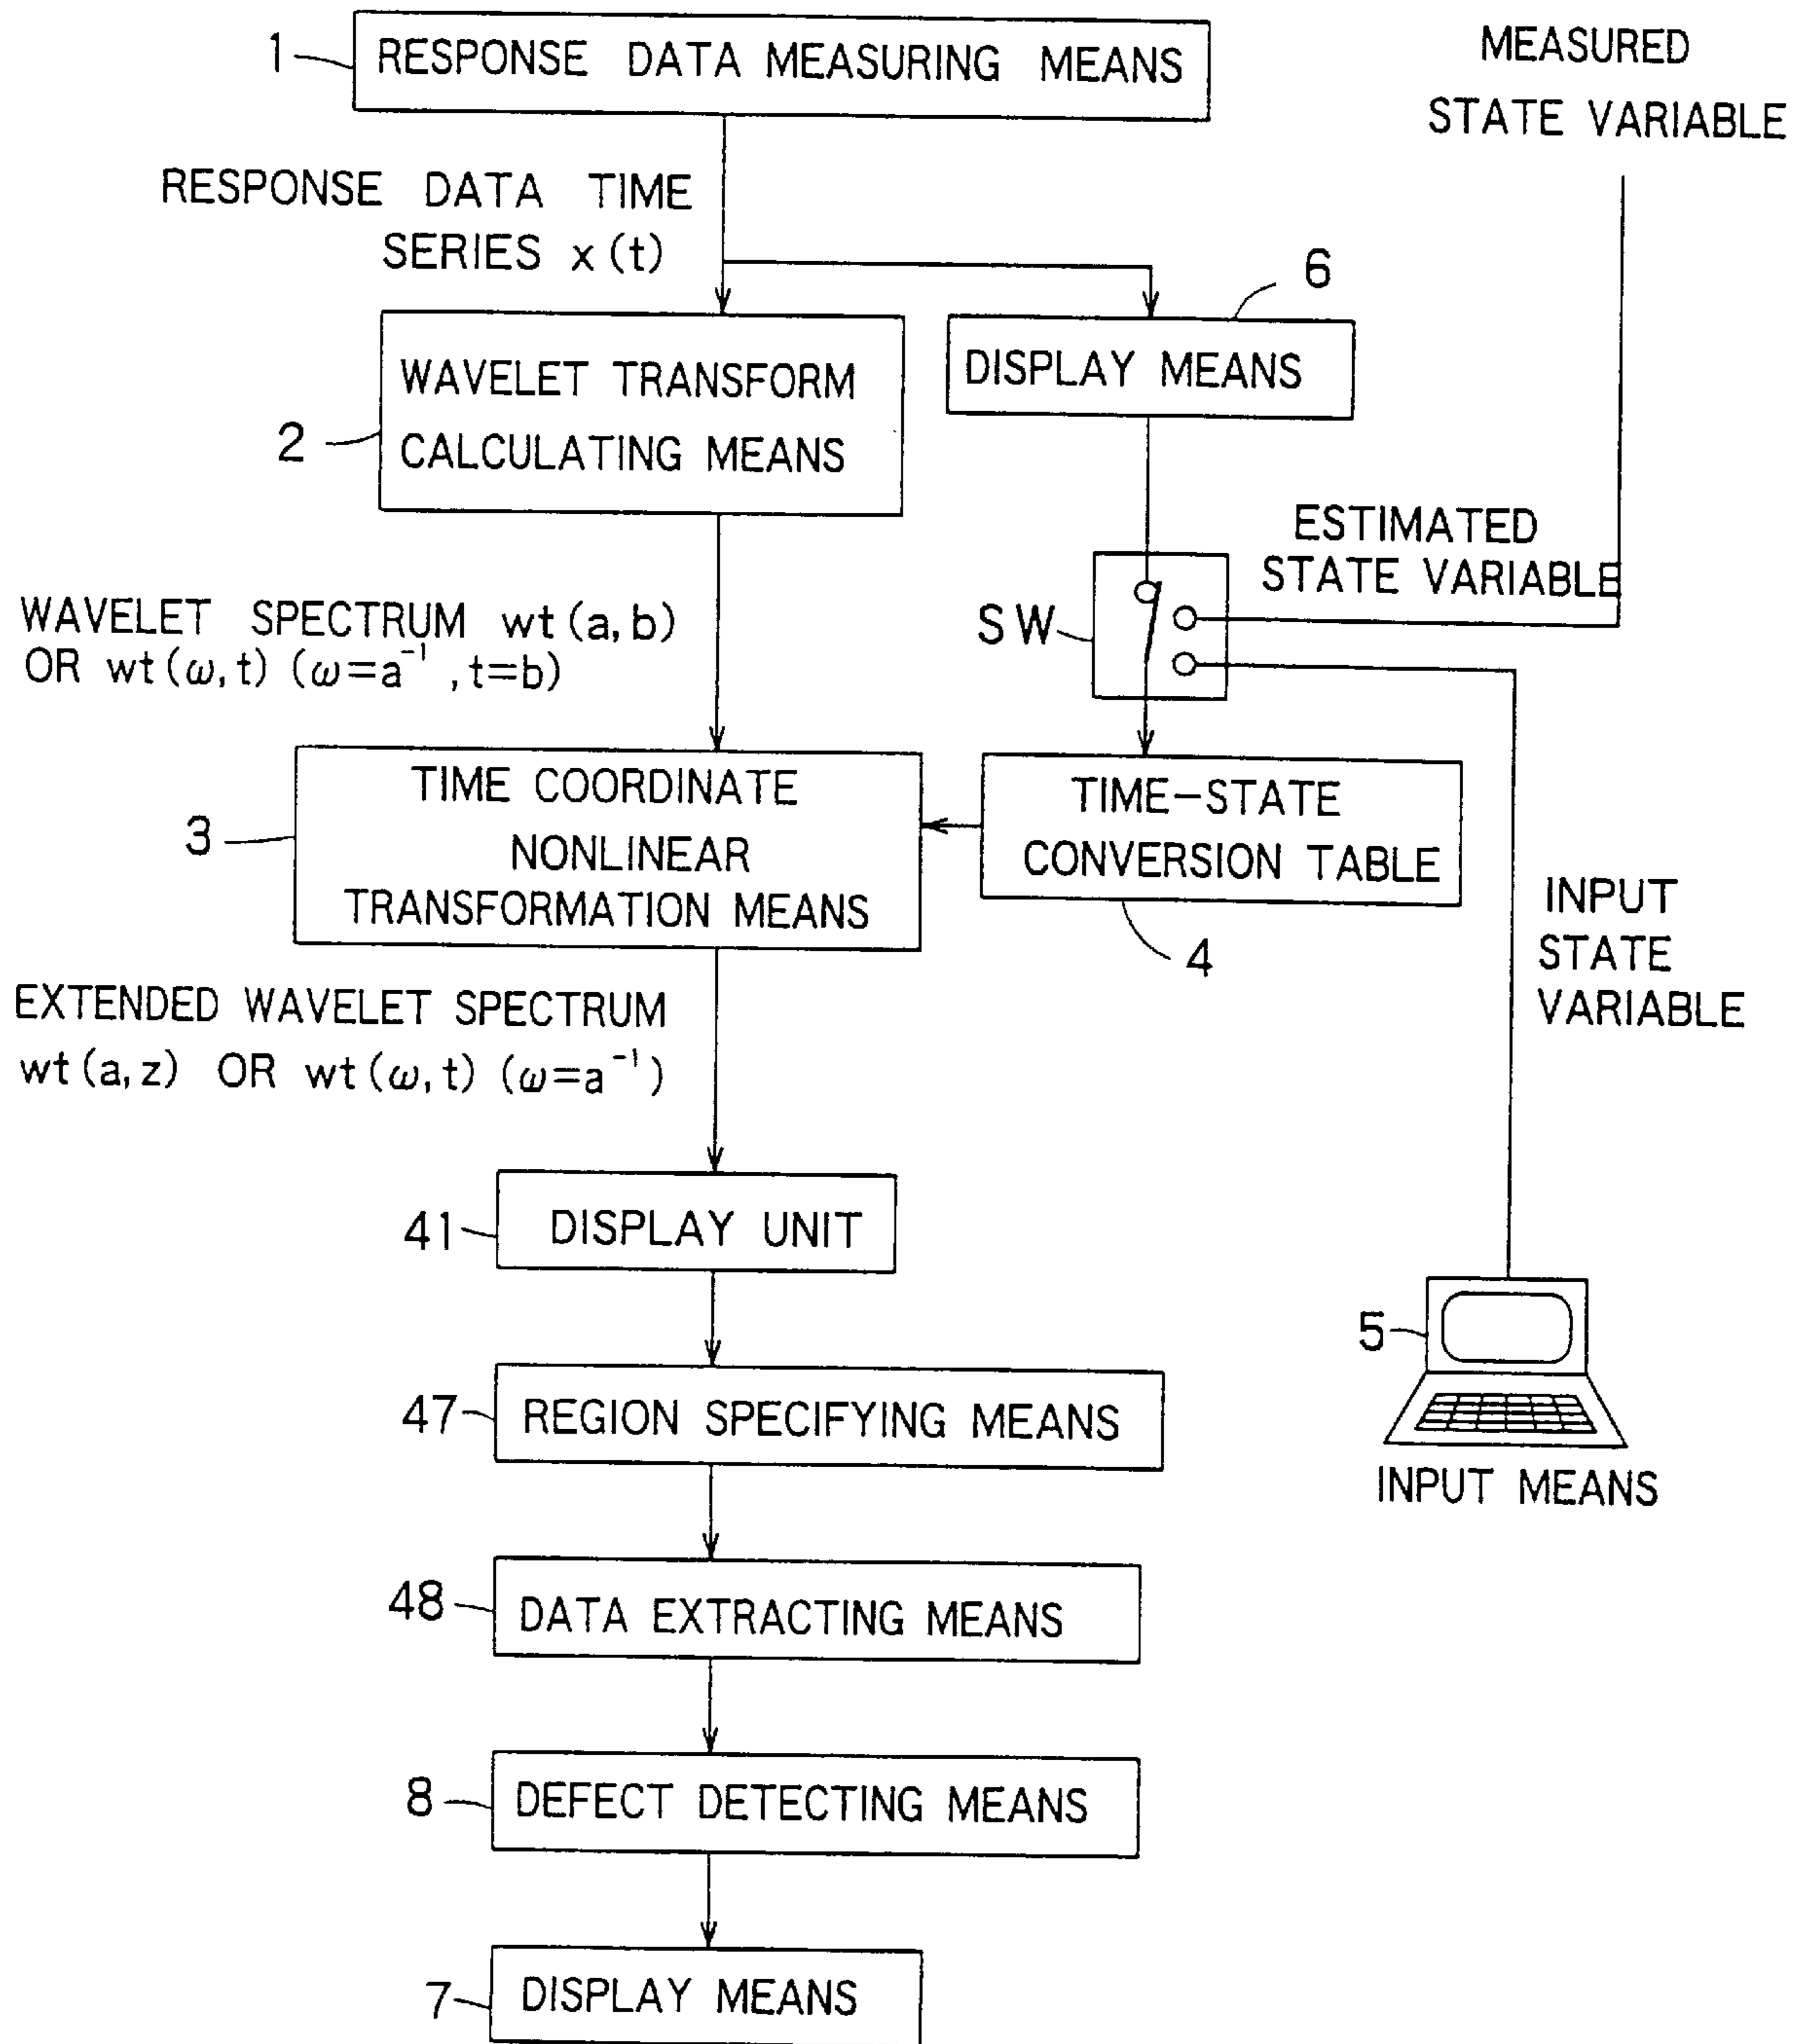 1
RESPONSE DATA MEASURING MEANS
MEASURED
STATE VARIABLE
RESPONSE DATA TIME
SERIES x(t)
6
DISPLAY MEANS
2
WAVELET TRANSFORM
CALCULATING MEANS
ESTIMATED
STATE VARIABLE
SW
WAVELET SPECTRUM wt(a,b)
OR wt(ω,t) (ω=a⁻¹,t=b)
3
TIME COORDINATE
NONLINEAR
TRANSFORMATION MEANS
TIME-STATE
CONVERSION TABLE
4
INPUT
STATE
VARIABLE
EXTENDED WAVELET SPECTRUM
wt(a,z) OR wt(ω,t) (ω=a⁻¹)
41
DISPLAY UNIT
5
INPUT MEANS
47
REGION SPECIFYING MEANS
48
DATA EXTRACTING MEANS
8
DEFECT DETECTING MEANS
7
DISPLAY MEANS